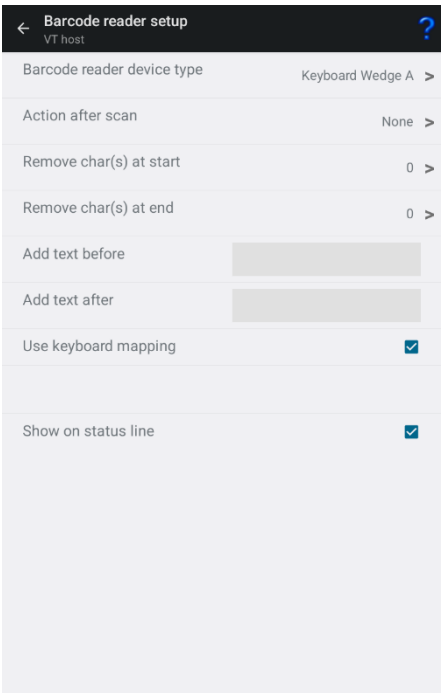 Barcode reader setup
VT host
?
Barcode reader device type Keyboard Wedge A >
Action after scan None >
Remove char(s) at start 0 >
Remove char(s) at end 0 >
Add text before
Add text after
Use keyboard mapping
Show on status line